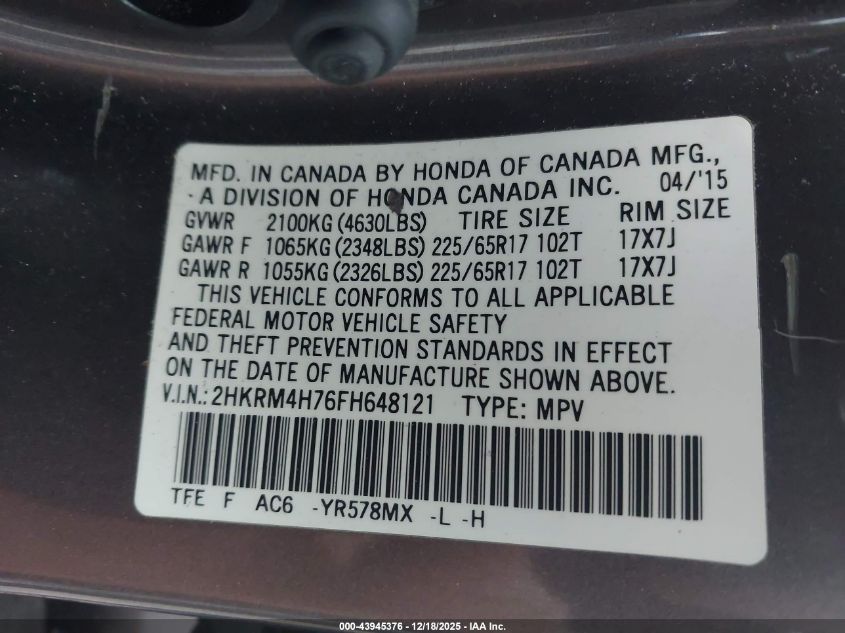 MFD. IN CANADA BY HONDA OF CANADA MFG.,
-A DIVISION OF HONDA CANADA INC. 04/'15
GVWR 2100KG (4630LBS) TIRE SIZE RIM SIZE
GAWR F 1065KG (2348LBS) 225/65R17 102T 17X7J
GAWR R 1055KG (2326LBS) 225/65R17 102T 17X7J
THIS VEHICLE CONFORMS TO ALL APPLICABLE
FEDERAL MOTOR VEHICLE SAFETY
AND THEFT PREVENTION STANDARDS IN EFFECT
ON THE DATE OF MANUFACTURE SHOWN ABOVE.
V.I.N.: 2HKRM4H76FH648121 TYPE: MPV
TFE F AC6 -YR578MX -L -H
000-43945376 - 12/18/2025 - IAA Inc.